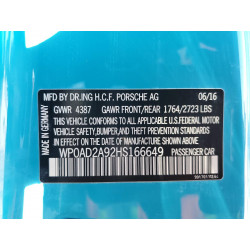 MFD BY DR.ING H.C.F. PORSCHE AG 05/16
GVWR 4387 GAWR FRONT/REAR 1764/2723 LBS
THIS VEHICLE CONFORMS TO ALL APPLICABLE U.S.FEDERAL MOTOR
VEHICLE SAFETY, BUMPER, AND THEFT PREVENTION STANDARDS IN
EFFECT ON THE DATE OF MANUFACTURE SHOWN ABOVE.
WP0AD2A92HS166649 PASSENGER CAR
MADE IN GERMANY